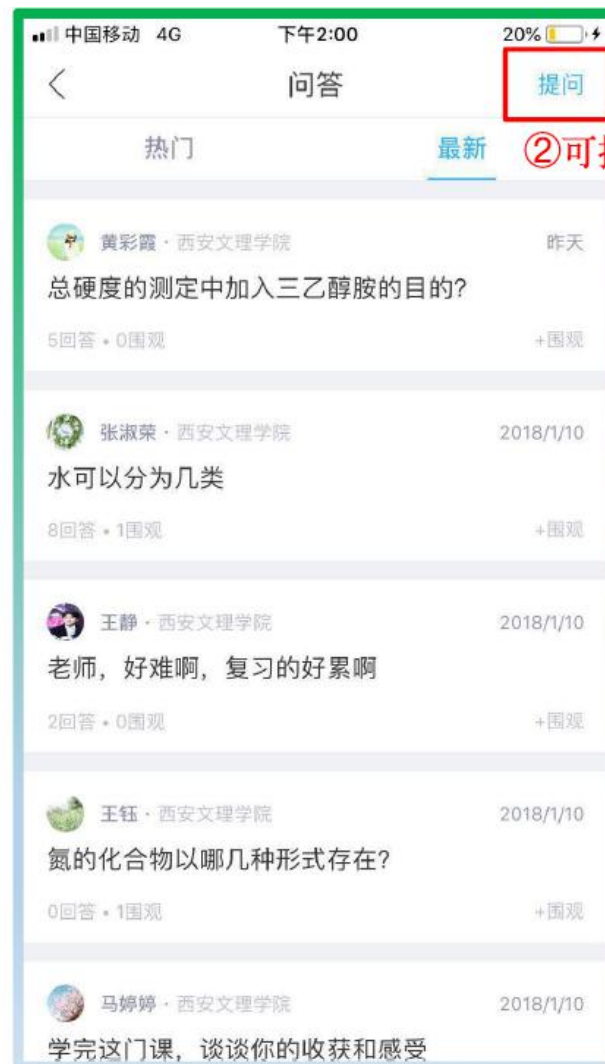 中国移动 4G 下午2:00 20%
问答 提问
热门 最新 ②可
黄彩霞·西安文理学院 昨天
总硬度的测定中加入三乙醇胺的目的?
5回答•0围观 +围观
张淑荣·西安文理学院 2018/1/10
水可以分为几类
8回答•1围观 +围观
王静·西安文理学院 2018/1/10
老师，好难啊，复习的好累啊
2回答•0围观 +围观
王钰·西安文理学院 2018/1/10
氮的化合物以哪几种形式存在?
0回答•1围观 +围观
马婷婷·西安文理学院 2018/1/10
学完这门课，谈谈你的收获和感受